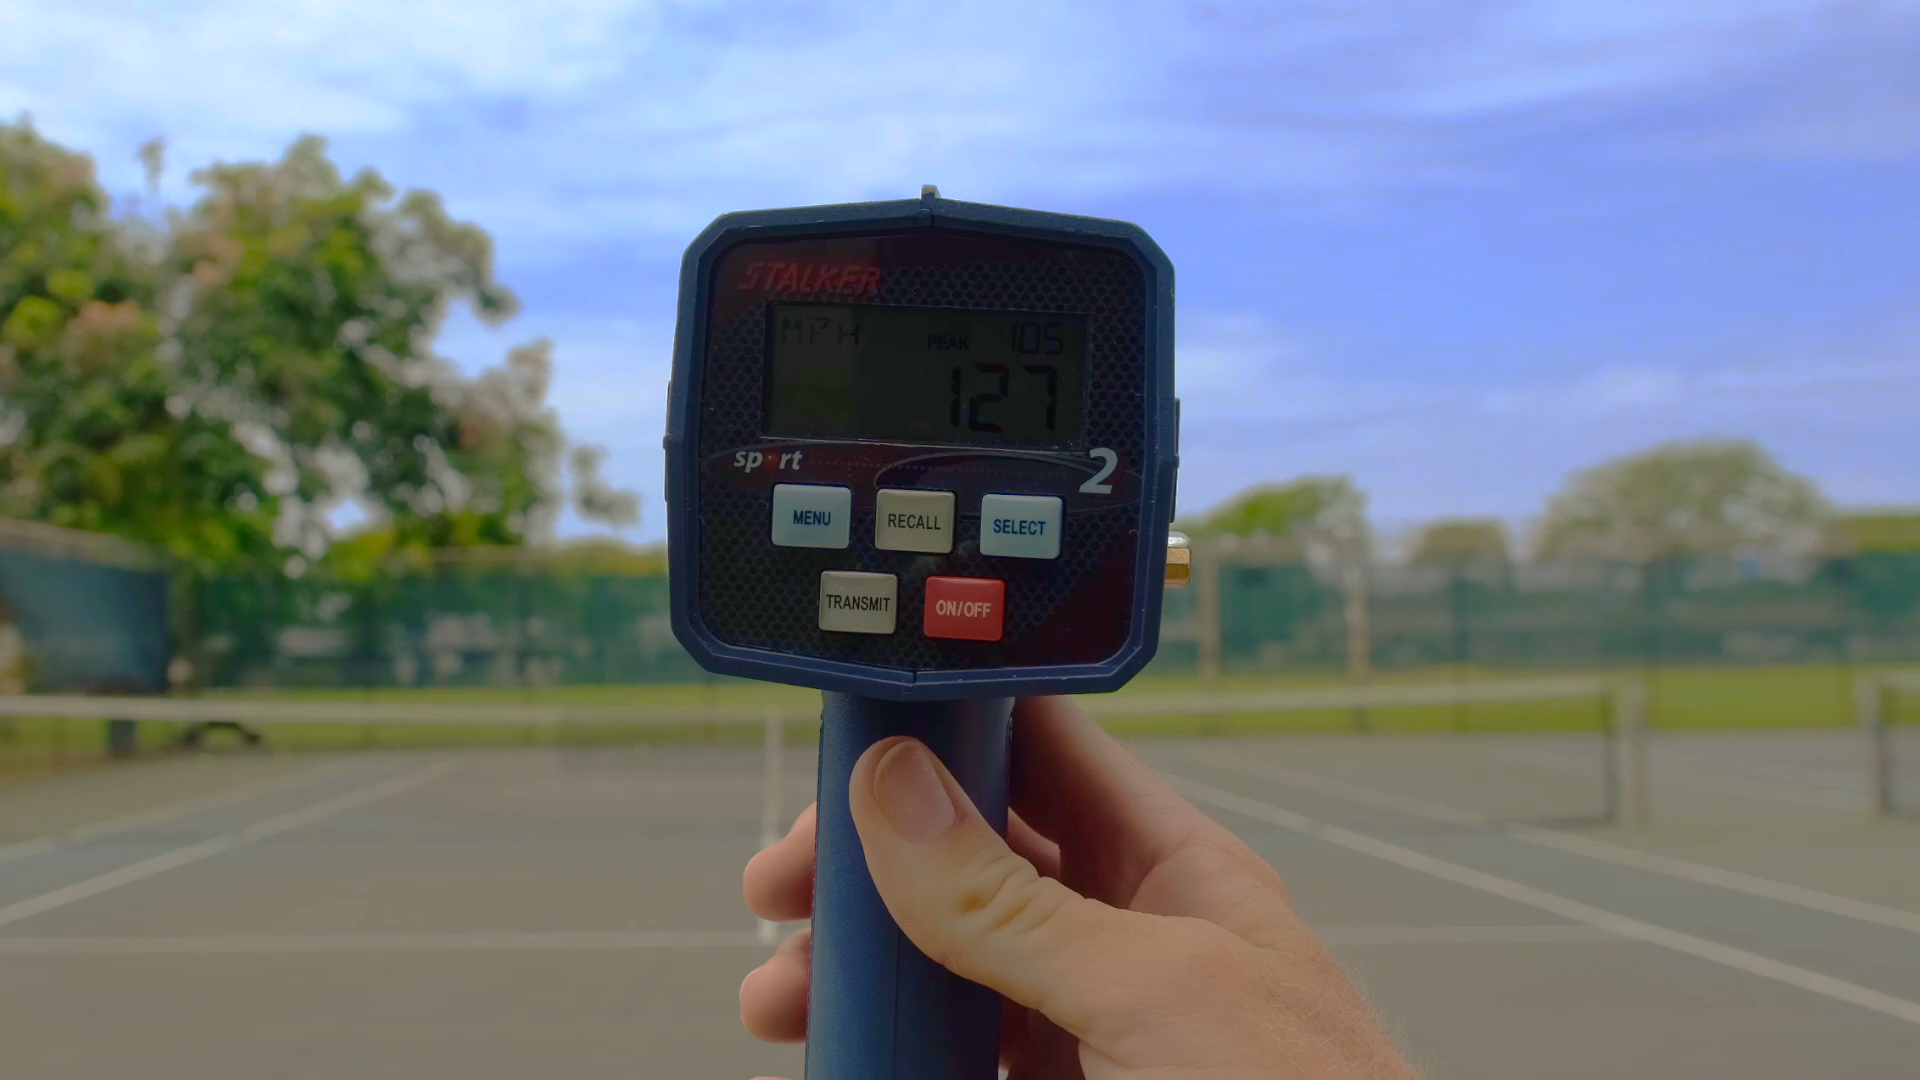 STALKER
MPH PEAK 105
127
sport 2
MENU RECALL SELECT
TRANSMIT ON/OFF